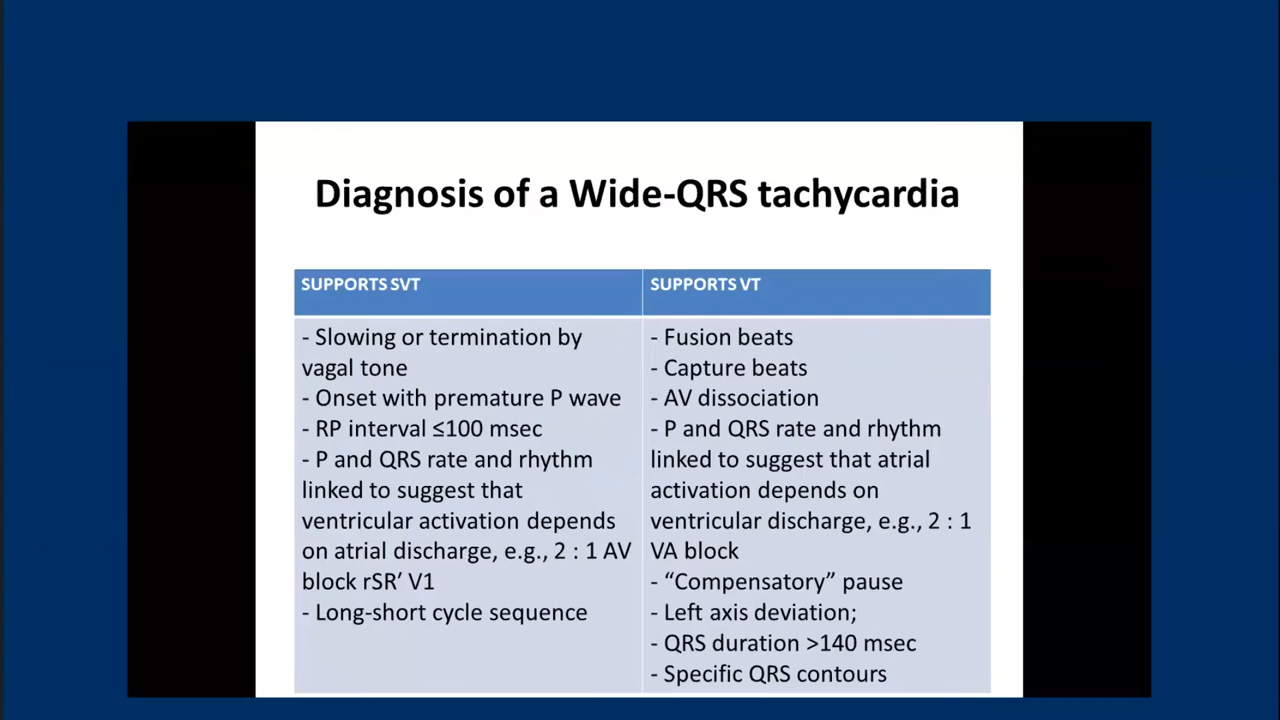 Diagnosis of a Wide-QRS tachycardia
SUPPORTS SVT
- Slowing or termination by
vagal tone
- Onset with premature P wave
- RP interval ≤100 msec
- P and QRS rate and rhythm
linked to suggest that
ventricular activation depends
on atrial discharge, e.g., 2 : 1 AV
block rSR’ V1
- Long-short cycle sequence
SUPPORTS VT
- Fusion beats
- Capture beats
- AV dissociation
- P and QRS rate and rhythm
linked to suggest that atrial
activation depends on
ventricular discharge, e.g., 2 : 1
VA block
- “Compensatory” pause
- Left axis deviation;
- QRS duration >140 msec
- Specific QRS contours